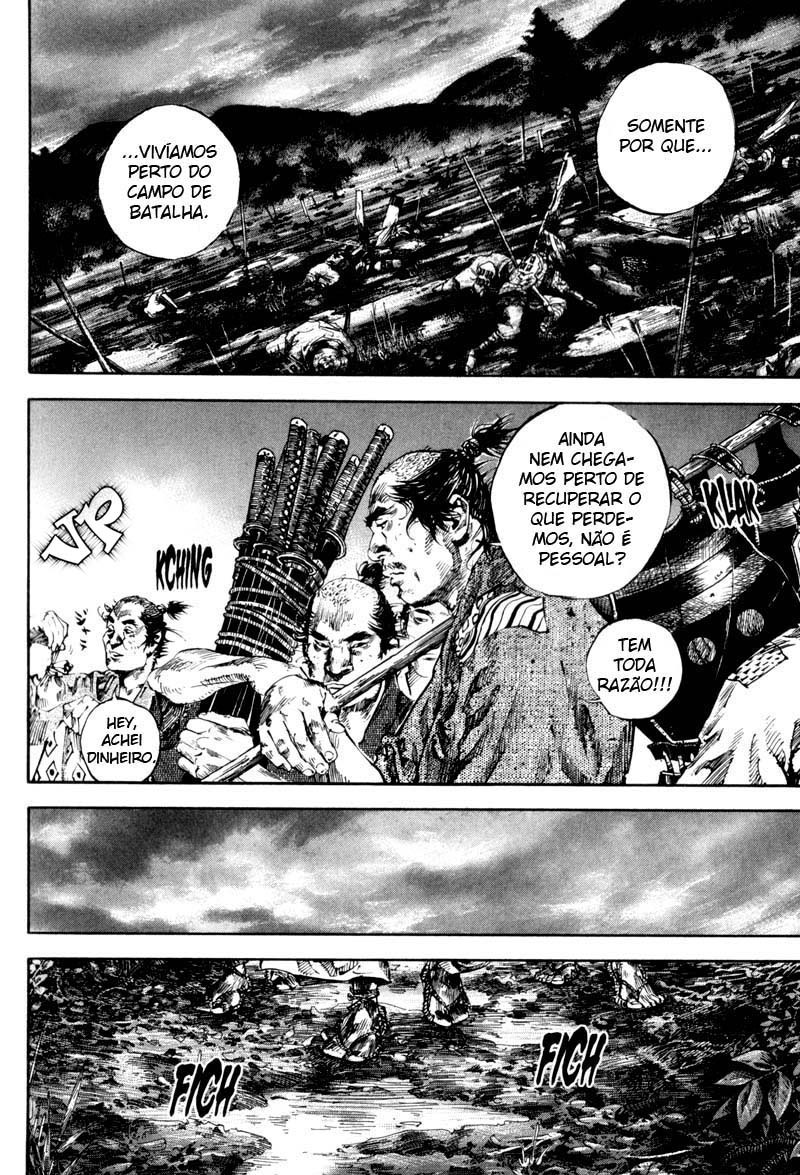 SOMENTE
POR QUE...
...VIVÍAMOS
PERTO DO
CAMPO DE
BATALHA.
AINDA
NEM CHEGA-
MOS PERTO DE
RECUPERAR O
QUE PERDE-
MOS, NÃO É
PESSOAL?
KLAK
TEM
TODA
RAZÃO!!!
KCHING
VP
HEY,
ACHEI
DINHEIRO.
FICH
FICH